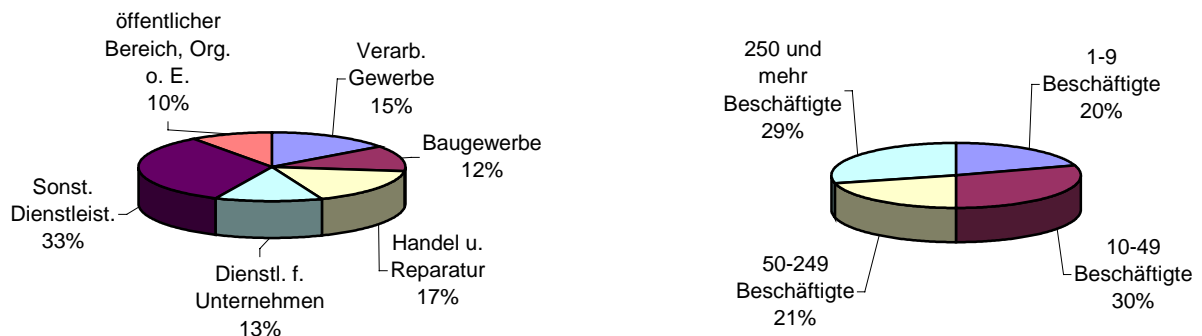 öffentlicher
Bereich, Org.
o. E.
10%
Verarb.
Gewerbe
15%
Baugewerbe
12%
Handel u.
Reparatur
17%
Dienstl. f.
Unternehmen
13%
Sonst.
Dienstleist.
33%
250 und
mehr
Beschäftigte
29%
1-9
Beschäftigte
20%
10-49
Beschäftigte
30%
50-249
Beschäftigte
21%